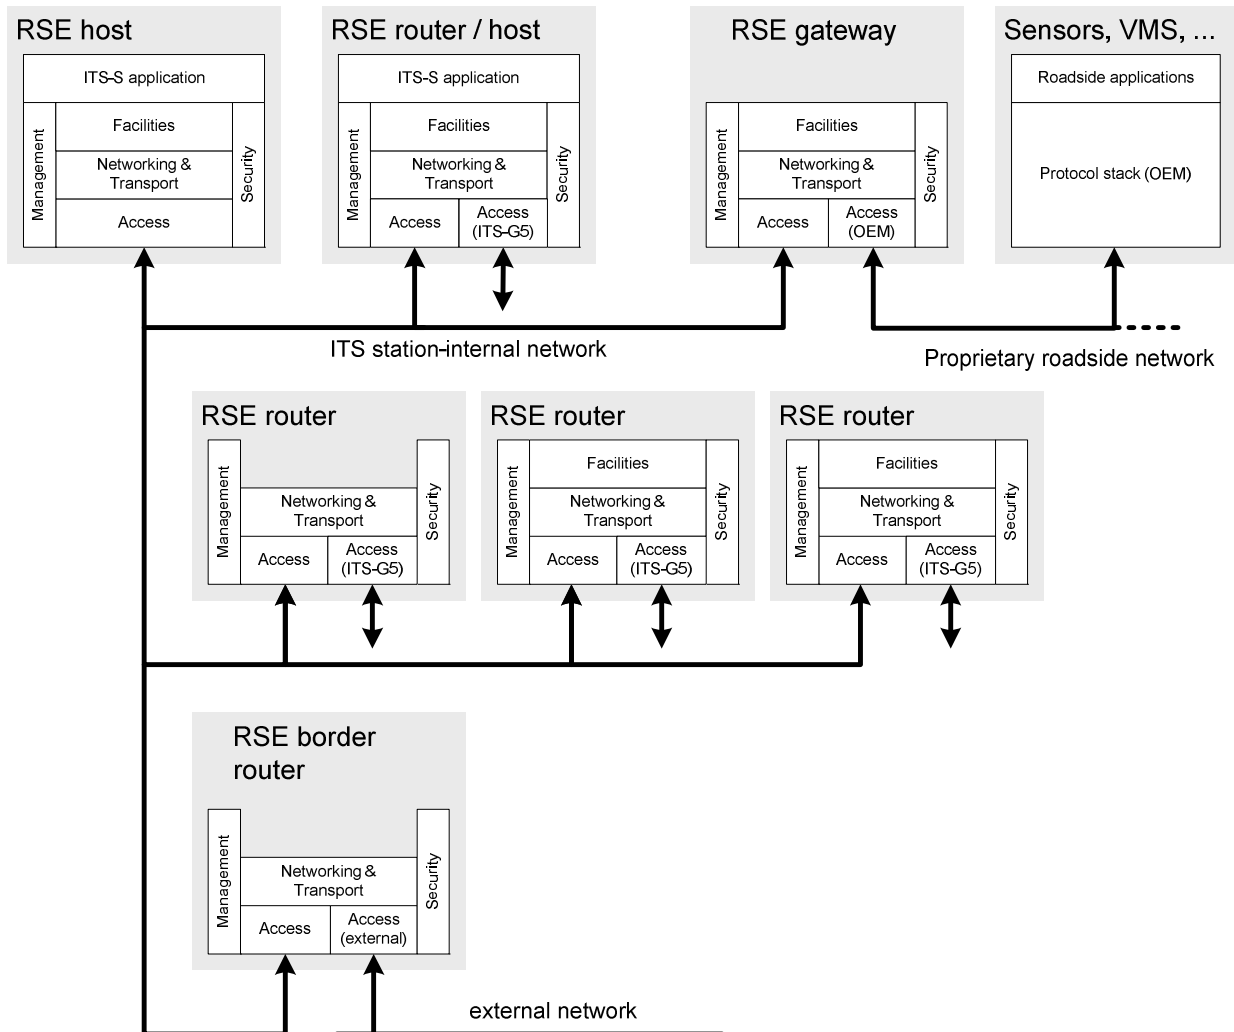 RSE host
ITS-S application
Management
Facilities
Networking &
Transport
Access
Security
RSE router / host
ITS-S application
Management
Facilities
Networking &
Transport
Access
Access
(ITS-G5)
Security
RSE gateway
Management
Facilities
Networking &
Transport
Access
Access
(OEM)
Security
Sensors, VMS, ...
Roadside applications
Protocol stack (OEM)
ITS station-internal network
Proprietary roadside network
RSE router
Management
Networking &
Transport
Access
Access
(ITS-G5)
Security
RSE router
Management
Facilities
Networking &
Transport
Access
Access
(ITS-G5)
Security
RSE router
Management
Facilities
Networking &
Transport
Access
Access
(ITS-G5)
Security
RSE border
router
Management
Networking &
Transport
Access
Access
(external)
Security
external network